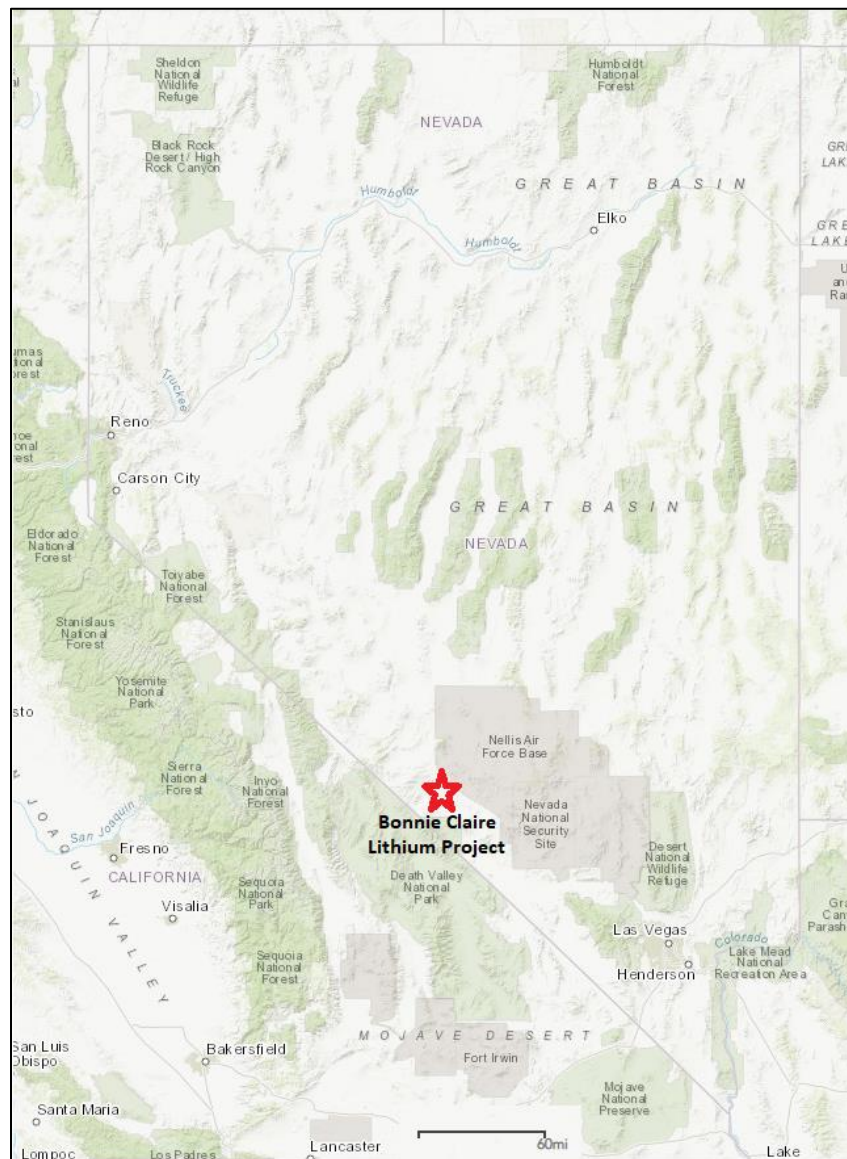 Sheldon
National
Wildlife
Refuge
Humboldt
National
Forest
NEVADA
Black Rock
Desert / High
Rock Canyon
GREAT BASIN
Humboldt
Elko
Humboldt
Truckee
Reno
Carson City
GREAT BASIN
NEVADA
Eldorado
National
Forest
Toiyabe
National
Forest
Stanislaus
National
Forest
Yosemite
National
Park
Nellis Air
Force Base
Sierra
National
Forest
Inyo
National
Forest
Bonnie Claire
Lithium Project
Nevada
National
Security
Site
Desert
National
Wildlife
Refuge
San Joaquin
Fresno
CALIFORNIA
Visalia
N JOAQUIN VALLEY
Sequoia
National
Park
Death Valley
National
Park
Sequoia
National
Forest
Las Vegas
Henderson
Colorado
Lake Mead
National
Recreation Area
MOJAVE DESERT
Fort Irwin
San Luis
Obispo
Bakersfield
Mojave
National
Preserve
Santa Maria
Lompoc
Los Padres
Lancaster
60mi
Lake